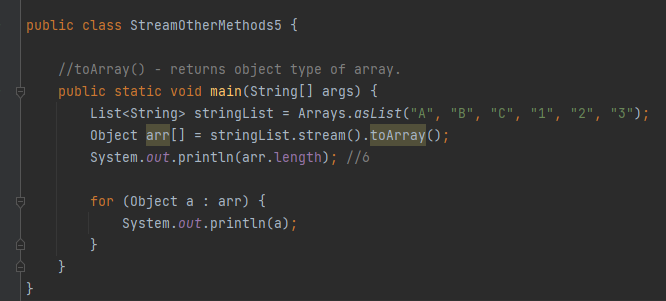 public class StreamOtherMethods5 {
//toArray() - returns object type of array.
public static void main(String[] args) {
List<String> stringList = Arrays.asList("A", "B", "C", "1", "2", "3");
Object arr[] = stringList.stream().toArray();
System.out.println(arr.length); //6
for (Object a : arr) {
System.out.println(a);
}
}
}